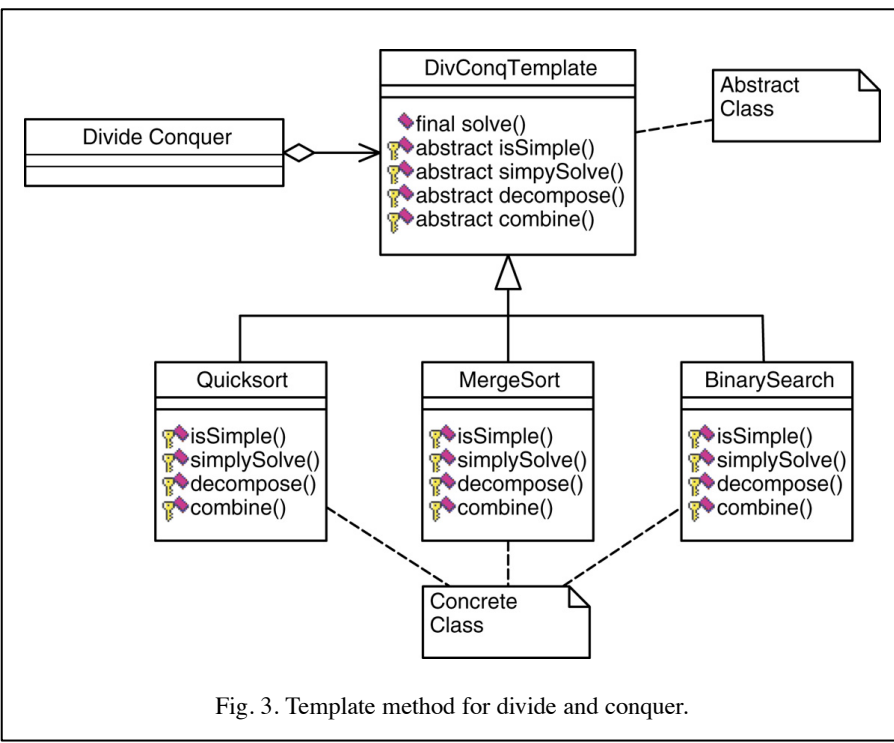 DivConqTemplate
final solve()
abstract isSimple()
abstract simpySolve()
abstract decompose()
abstract combine()
Abstract
Class
Divide Conquer
Quicksort
isSimple()
simplySolve()
decompose()
combine()
MergeSort
isSimple()
simplySolve()
decompose()
combine()
BinarySearch
isSimple()
simplySolve()
decompose()
combine()
Concrete
Class
Fig. 3. Template method for divide and conquer.